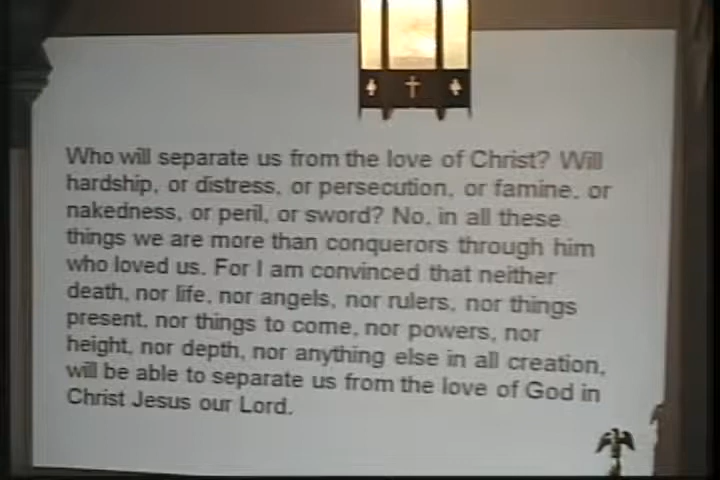 Who will separate us from the love of Christ? Will
hardship, or distress, or persecution, or famine, or
nakedness, or peril, or sword? No, in all these
things we are more than conquerors through him
who loved us. For I am convinced that neither
death, nor life, nor angels, nor rulers, nor things
present, nor things to come, nor powers, nor
height, nor depth, nor anything else in all creation,
will be able to separate us from the love of God in
Christ Jesus our Lord.